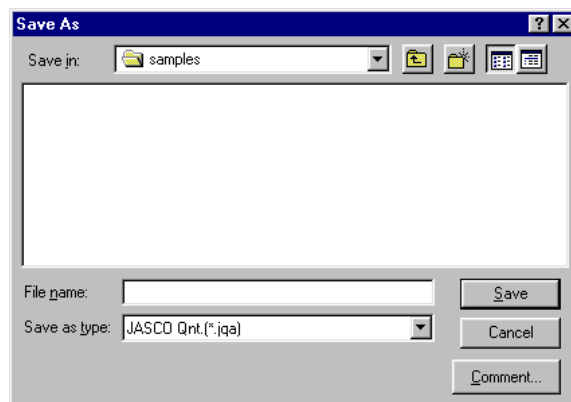 Save As
Save in: samples
File name: Save
Save as type: JASCO Qnt.(*.jqa) Cancel
Comment...